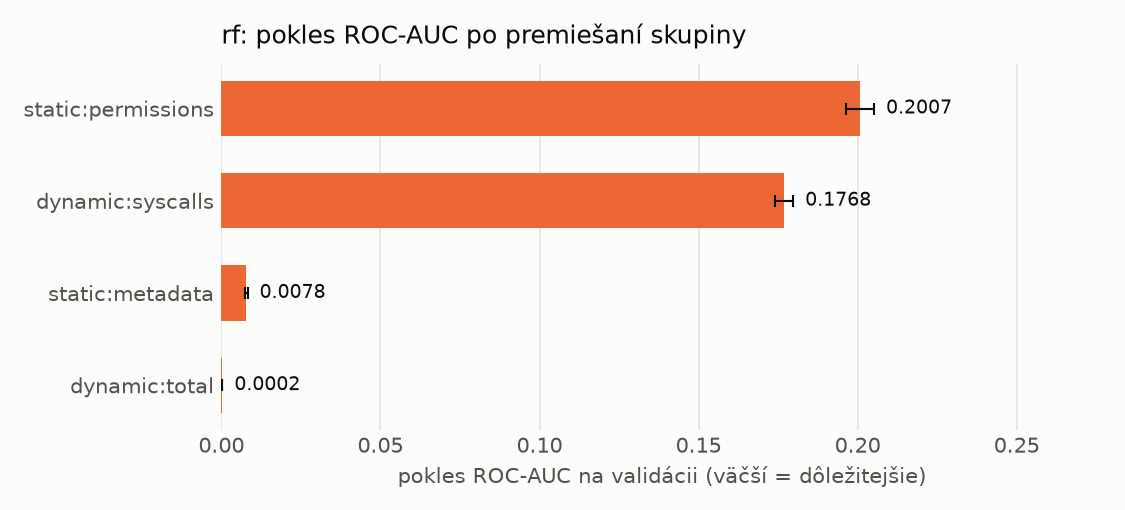 rf: pokles ROC-AUC po premiešaní skupiny
static:permissions
0.2007
dynamic:syscalls
0.1768
static:metadata
0.0078
dynamic:total
0.0002
0.00 0.05 0.10 0.15 0.20 0.25
pokles ROC-AUC na validácii (väčší = dôležitejšie)